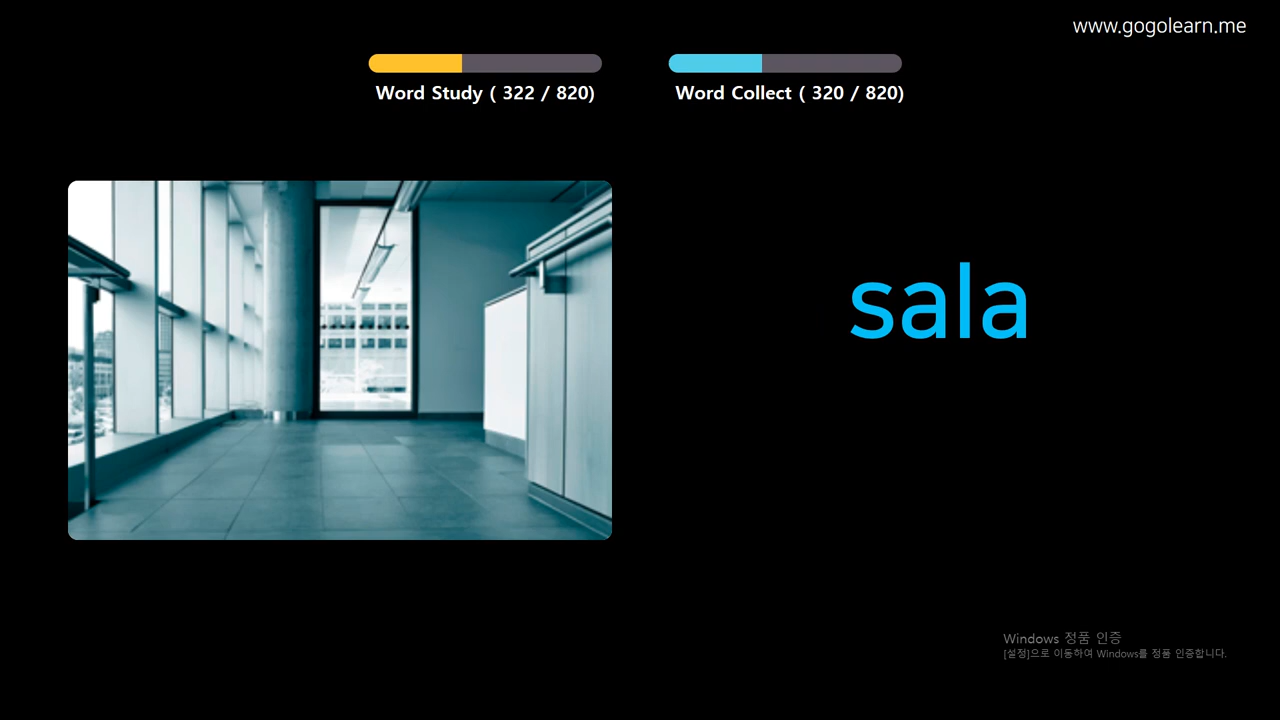 www.gogolearn.me
Word Study ( 322 / 820)
Word Collect ( 320 / 820)
sala
Windows 정품 인증
[설정]으로 이동하여 Windows를 정품 인증합니다.